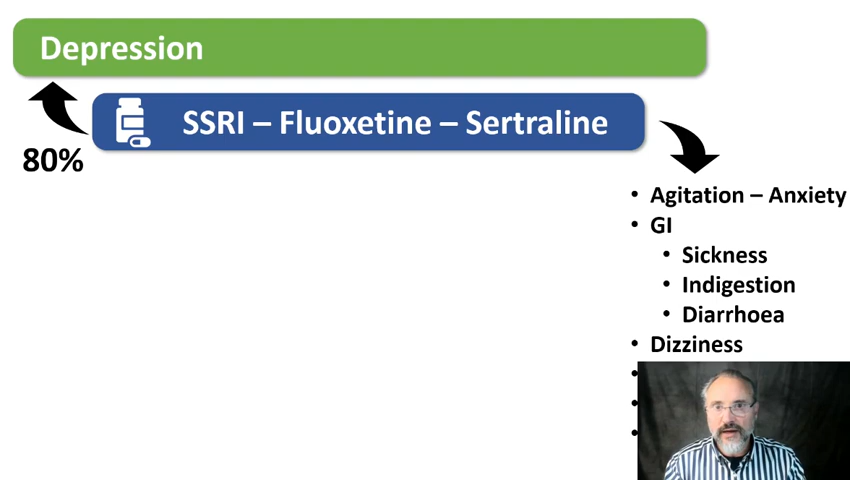 Depression
SSRI – Fluoxetine – Sertraline
80%
• Agitation – Anxiety
• GI
• Sickness
• Indigestion
• Diarrhoea
• Dizziness